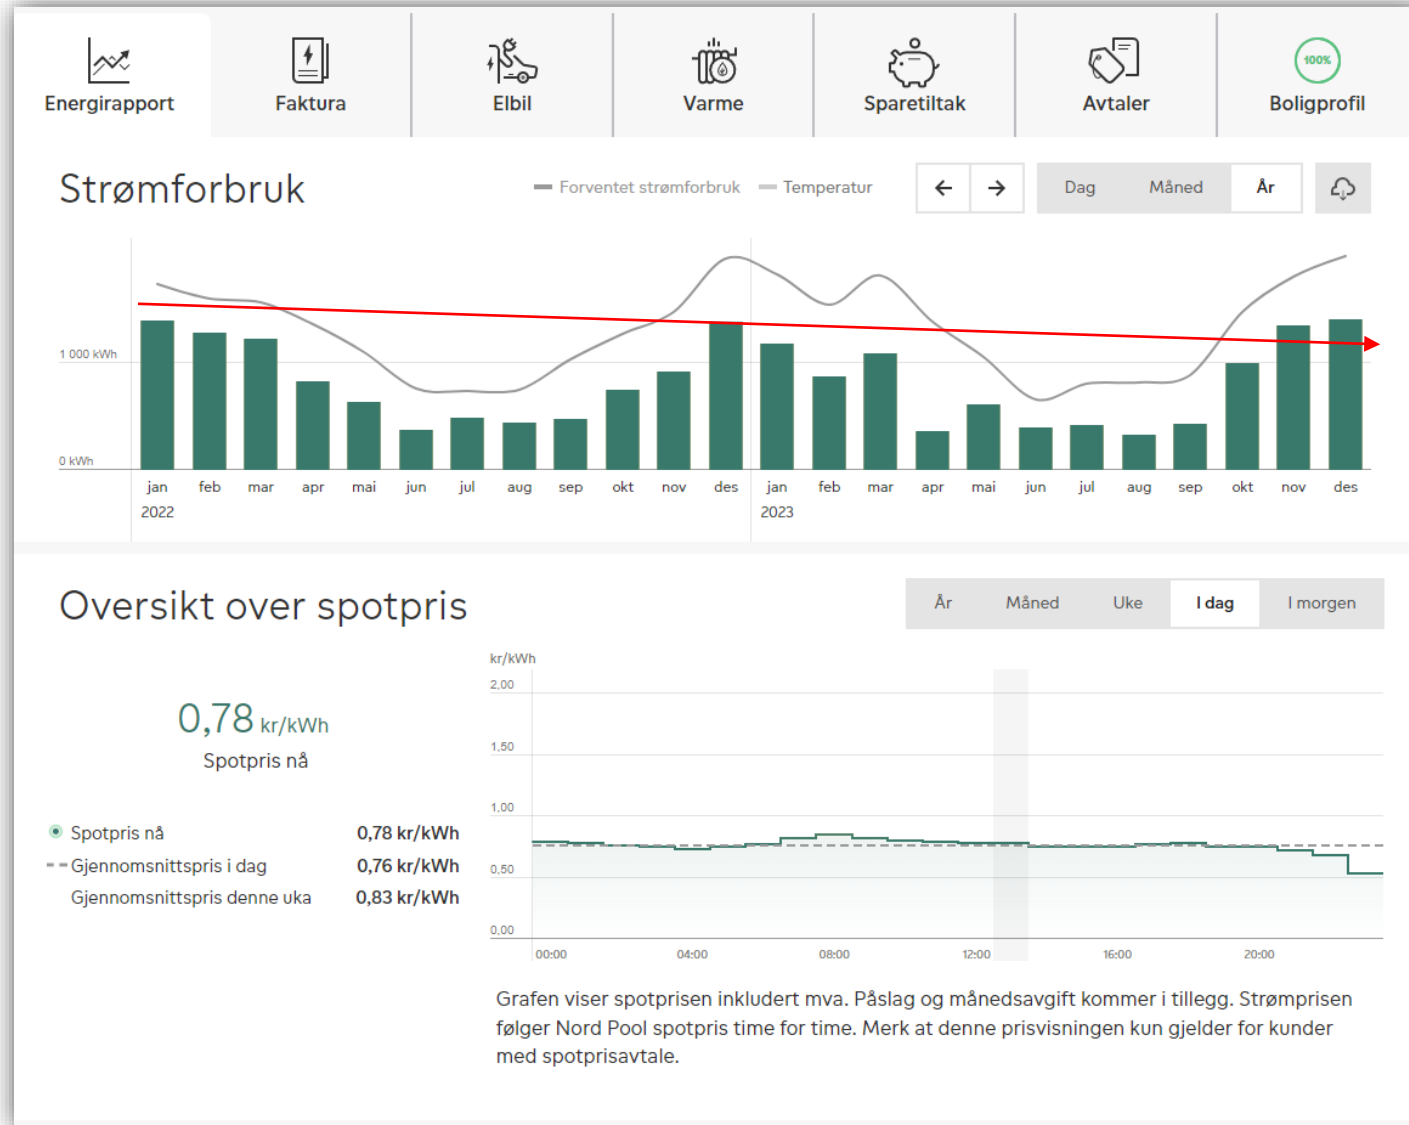 Energirapport Faktura Elbil Varme Sparetiltak Avtaler 100% Boligprofil
Strømforbruk
Forventet strømforbruk Temperatur
← → Dag Måned År
1 000 kWh
0 kWh
jan feb mar apr mai jun jul aug sep okt nov des jan feb mar apr mai jun jul aug sep okt nov des
2022 2023
Oversikt over spotpris
År Måned Uke I dag I morgen
0,78 kr/kWh
Spotpris nå
Spotpris nå 0,78 kr/kWh
Gjennomsnittspris i dag 0,76 kr/kWh
Gjennomsnittspris denne uka 0,83 kr/kWh
kr/kWh
2,00
1,50
1,00
0,50
0,00
00:00 04:00 08:00 12:00 16:00 20:00
Grafen viser spotprisen inkludert mva. Påslag og månedsavgift kommer i tillegg. Strømprisen
følger Nord Pool spotpris time for time. Merk at denne prisvisningen kun gjelder for kunder
med spotprisavtale.